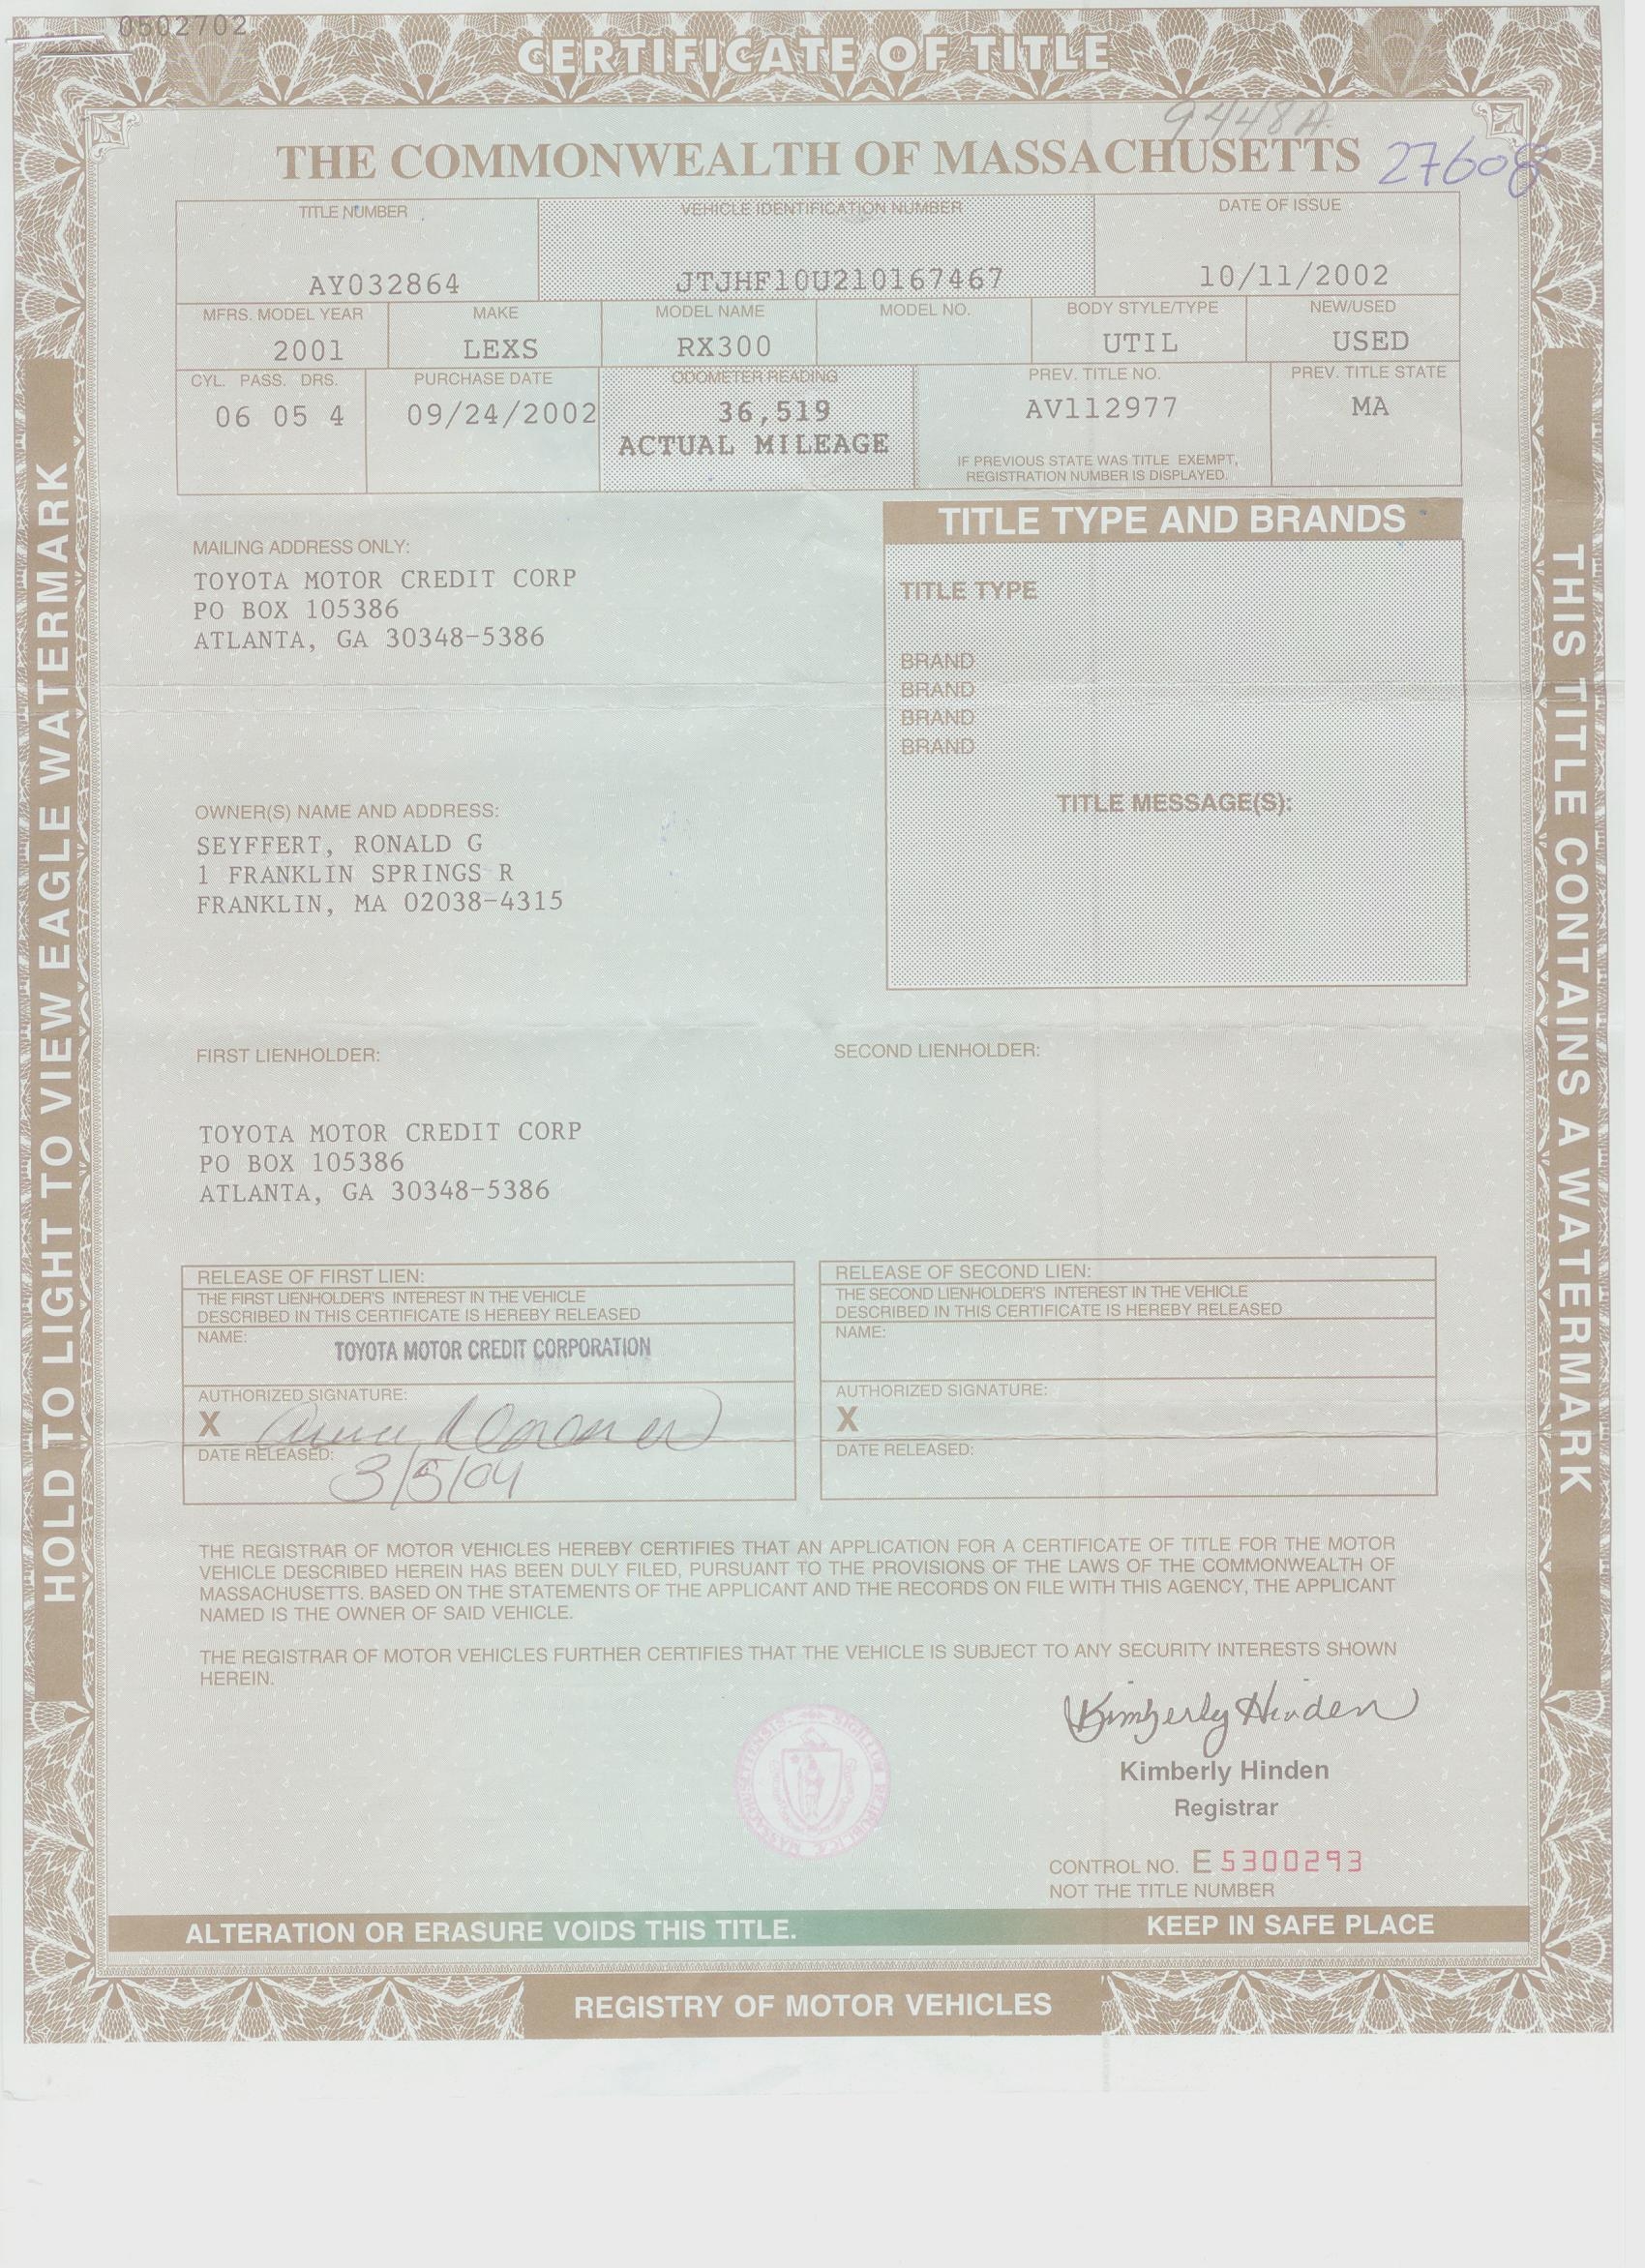 0502702
CERTIFICATE OF TITLE
9448A
THE COMMONWEALTH OF MASSACHUSETTS
27608
TITLE NUMBER
VEHICLE IDENTIFICATION NUMBER
DATE OF ISSUE
AY032864
JTJHF10U210167467
10/11/2002
MFRS. MODEL YEAR
MAKE
MODEL NAME
MODEL NO.
BODY STYLE/TYPE
NEW/USED
2001
LEXS
RX300
UTIL
USED
CYL. PASS. DRS.
PURCHASE DATE
ODOMETER READING
PREV. TITLE NO.
PREV. TITLE STATE
06 05 4
09/24/2002
36,519
ACTUAL MILEAGE
AV112977
MA
IF PREVIOUS STATE WAS TITLE EXEMPT,
REGISTRATION NUMBER IS DISPLAYED.
MAILING ADDRESS ONLY:
TOYOTA MOTOR CREDIT CORP
PO BOX 105386
ATLANTA, GA 30348-5386
TITLE TYPE AND BRANDS
TITLE TYPE
BRAND
BRAND
BRAND
BRAND
TITLE MESSAGE(S):
OWNER(S) NAME AND ADDRESS:
SEYFFERT, RONALD G
1 FRANKLIN SPRINGS R
FRANKLIN, MA 02038-4315
FIRST LIENHOLDER:
SECOND LIENHOLDER:
TOYOTA MOTOR CREDIT CORP
PO BOX 105386
ATLANTA, GA 30348-5386
RELEASE OF FIRST LIEN:
THE FIRST LIENHOLDER'S INTEREST IN THE VEHICLE
DESCRIBED IN THIS CERTIFICATE IS HEREBY RELEASED
NAME:
TOYOTA MOTOR CREDIT CORPORATION
AUTHORIZED SIGNATURE:
X
DATE RELEASED:
3/5/04
RELEASE OF SECOND LIEN:
THE SECOND LIENHOLDER'S INTEREST IN THE VEHICLE
DESCRIBED IN THIS CERTIFICATE IS HEREBY RELEASED
NAME:
AUTHORIZED SIGNATURE:
X
DATE RELEASED:
THE REGISTRAR OF MOTOR VEHICLES HEREBY CERTIFIES THAT AN APPLICATION FOR A CERTIFICATE OF TITLE FOR THE MOTOR
VEHICLE DESCRIBED HEREIN HAS BEEN DULY FILED, PURSUANT TO THE PROVISIONS OF THE LAWS OF THE COMMONWEALTH OF
MASSACHUSETTS. BASED ON THE STATEMENTS OF THE APPLICANT AND THE RECORDS ON FILE WITH THIS AGENCY, THE APPLICANT
NAMED IS THE OWNER OF SAID VEHICLE.
THE REGISTRAR OF MOTOR VEHICLES FURTHER CERTIFIES THAT THE VEHICLE IS SUBJECT TO ANY SECURITY INTERESTS SHOWN
HEREIN.
Kimberly Hinden
Kimberly Hinden
Registrar
CONTROL NO. E 5300293
NOT THE TITLE NUMBER
ALTERATION OR ERASURE VOIDS THIS TITLE.
KEEP IN SAFE PLACE
REGISTRY OF MOTOR VEHICLES
HOLD TO LIGHT TO VIEW EAGLE WATERMARK
THIS TITLE CONTAINS A WATERMARK